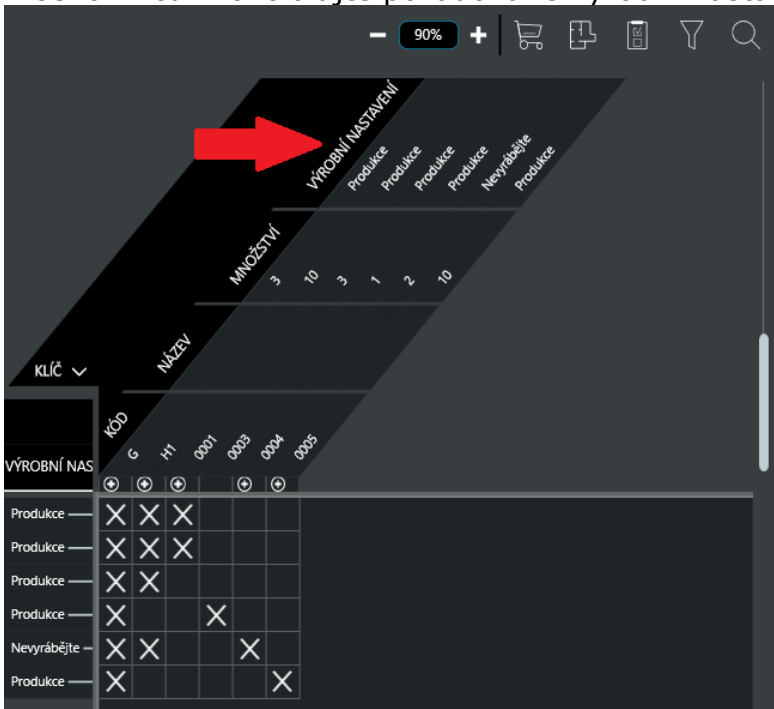 90%
VÝROBNÍ NASTAVENÍ
Produkce
Produkce
Produkce
Produkce
Nevyrábějte
Produkce
MNOŽSTVÍ
3
10
3
1
2
10
NÁZEV
KLÍČ
KÓD
G
H1
0001
0003
0004
0005
VÝROBNÍ NAS
Produkce
Produkce
Produkce
Produkce
Nevyrábějte
Produkce